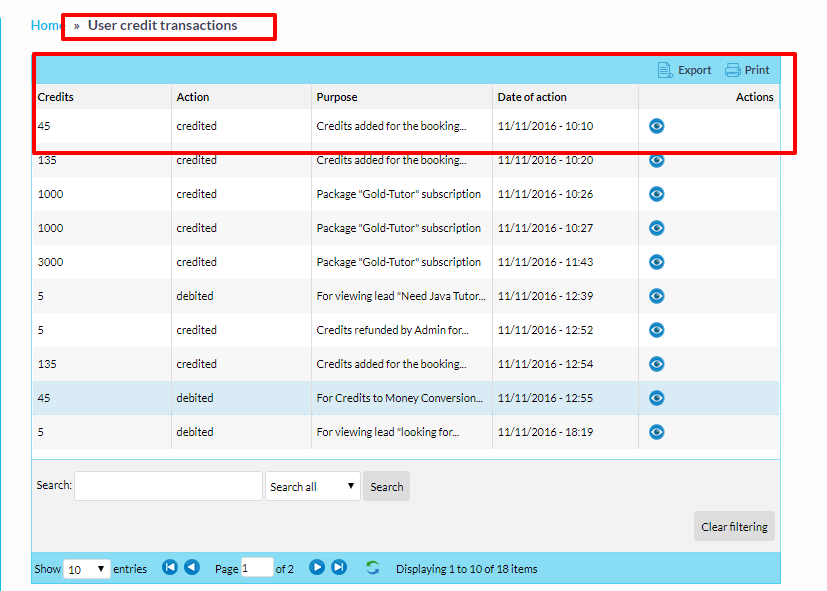 Home » User credit transactions
Export Print
Credits Action Purpose Date of action Actions
45 credited Credits added for the booking... 11/11/2016 - 10:10
135 credited Credits added for the booking... 11/11/2016 - 10:20
1000 credited Package "Gold-Tutor" subscription 11/11/2016 - 10:26
1000 credited Package "Gold-Tutor" subscription 11/11/2016 - 10:27
3000 credited Package "Gold-Tutor" subscription 11/11/2016 - 11:43
5 debited For viewing lead "Need Java Tutor... 11/11/2016 - 12:39
5 credited Credits refunded by Admin for... 11/11/2016 - 12:52
135 credited Credits added for the booking... 11/11/2016 - 12:54
45 debited For Credits to Money Conversion... 11/11/2016 - 12:55
5 debited For viewing lead "looking for... 11/11/2016 - 18:19
Search: Search all Search
Clear filtering
Show 10 entries Page 1 of 2 Displaying 1 to 10 of 18 items